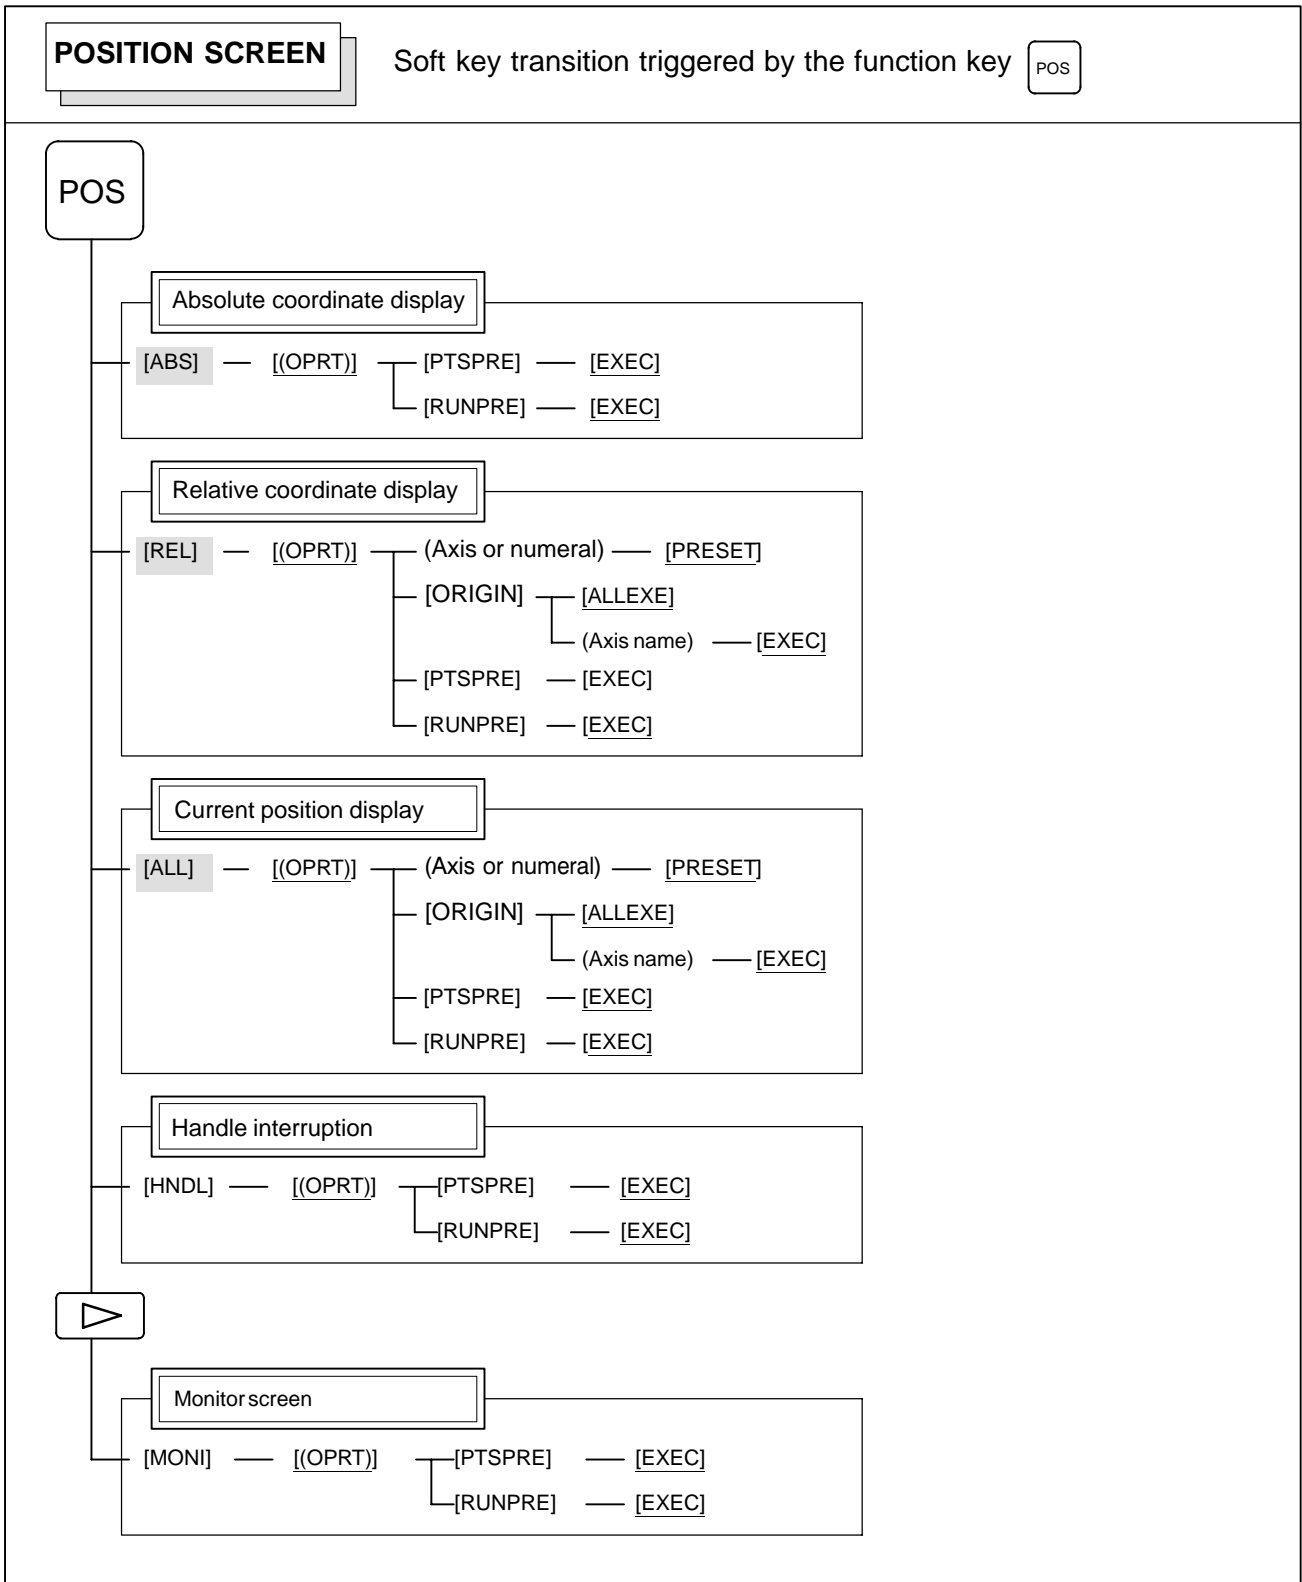 POSITION SCREEN
Soft key transition triggered by the function key POS
POS
Absolute coordinate display
[ABS] [(OPRT)] [PTSPRE] [EXEC]
[RUNPRE] [EXEC]
Relative coordinate display
[REL] [(OPRT)] (Axis or numeral) [PRESET]
[ORIGIN] [ALLEXE]
(Axis name) [EXEC]
[PTSPRE] [EXEC]
[RUNPRE] [EXEC]
Current position display
[ALL] [(OPRT)] (Axis or numeral) [PRESET]
[ORIGIN] [ALLEXE]
(Axis name) [EXEC]
[PTSPRE] [EXEC]
[RUNPRE] [EXEC]
Handle interruption
[HNDL] [(OPRT)] [PTSPRE] [EXEC]
[RUNPRE] [EXEC]
Monitor screen
[MONI] [(OPRT)] [PTSPRE] [EXEC]
[RUNPRE] [EXEC]